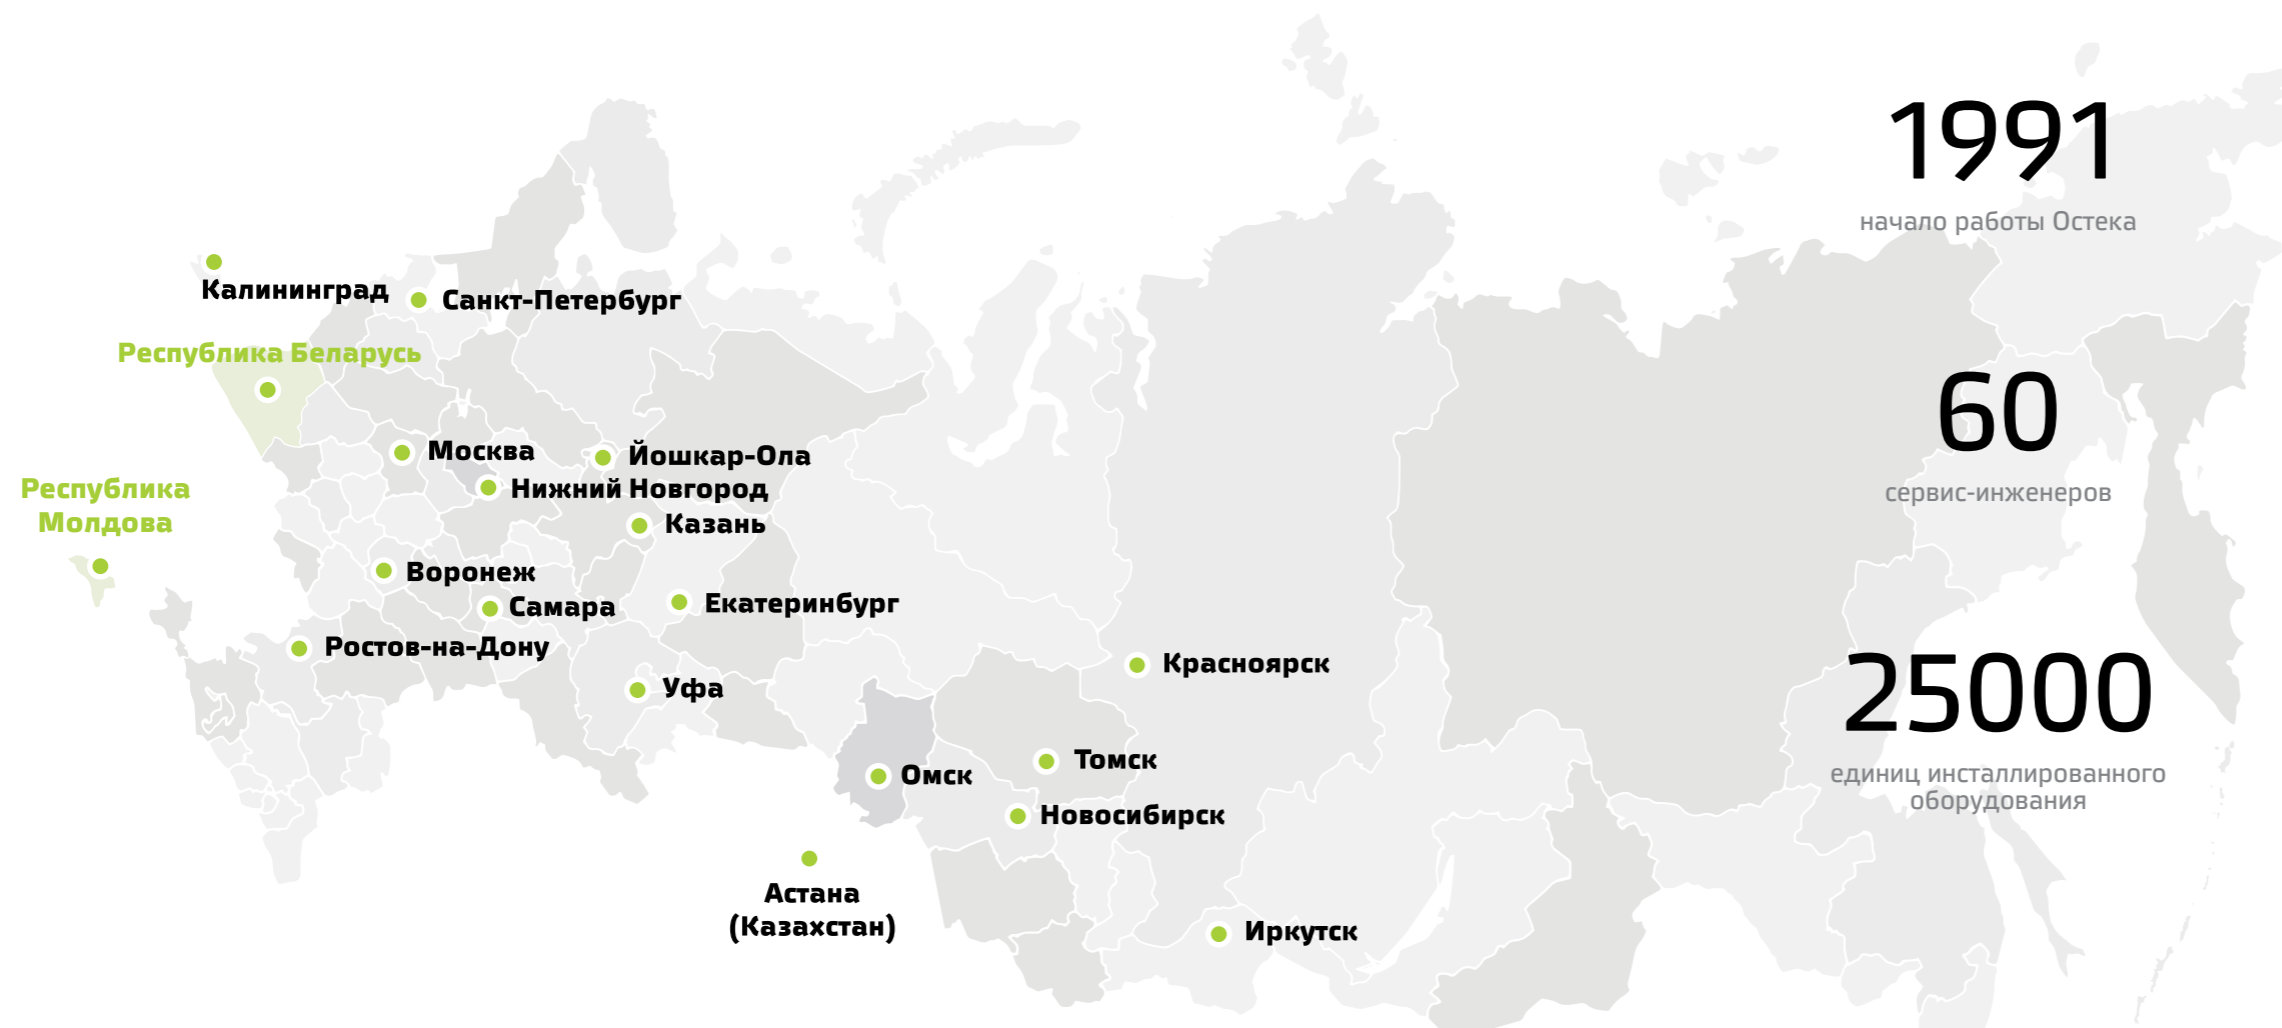 Калининград
Санкт-Петербург
Республика Беларусь
Москва
Йошкар-Ола
Нижний Новгород
Республика
Молдова
Казань
Воронеж
Самара
Екатеринбург
Ростов-на-Дону
Уфа
Красноярск
Томск
Омск
Новосибирск
Астана
(Казахстан)
Иркутск
1991
начало работы Остека
60
сервис-инженеров
25000
единиц инсталлированного
оборудования